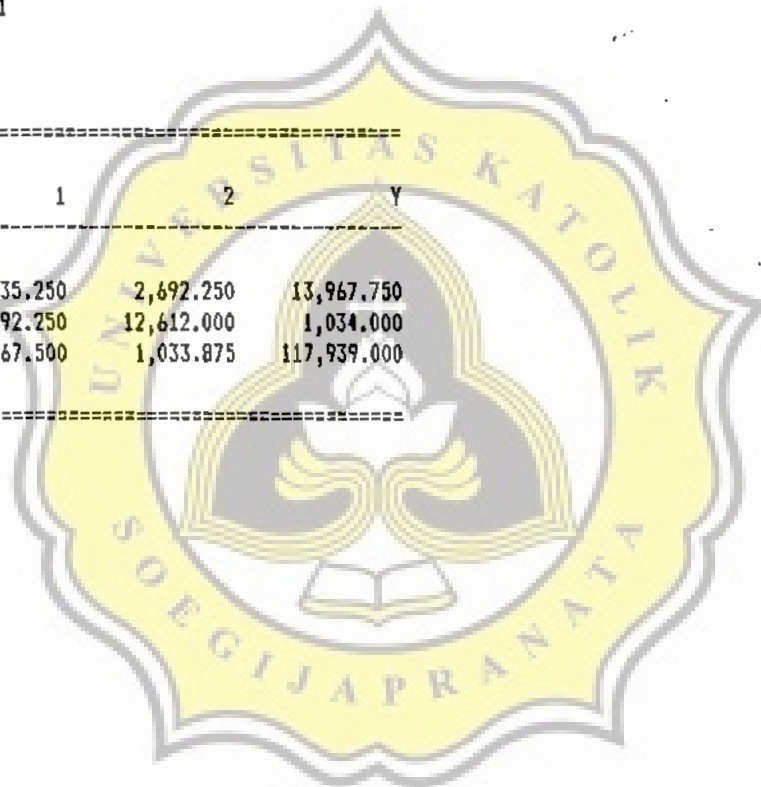 1 2 Y
35.250 2,692.250 13,967.750
92.250 12,612.000 1,034.000
67.500 1,033.875 117,939.000
UNIVERSITAS KATOLIK
SOEGIJAPRANATA